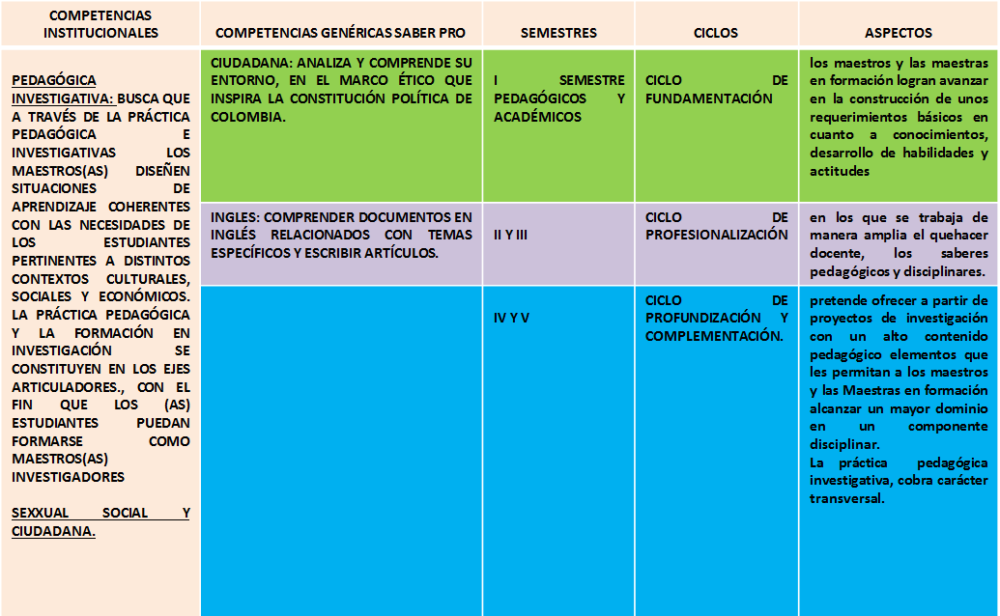 COMPETENCIAS
INSTITUCIONALES
COMPETENCIAS GENÉRICAS SABER PRO
SEMESTRES
CICLOS
ASPECTOS
PEDAGÓGICA
INVESTIGATIVA: BUSCA QUE
A TRAVÉS DE LA PRÁCTICA
PEDAGÓGICA E
INVESTIGATIVAS LOS
MAESTROS(AS) DISEÑEN
SITUACIONES DE
APRENDIZAJE COHERENTES
CON LAS NECESIDADES DE
LOS ESTUDIANTES
PERTINENTES A DISTINTOS
CONTEXTOS CULTURALES,
SOCIALES Y ECONÓMICOS.
LA PRÁCTICA PEDAGÓGICA
Y LA FORMACIÓN EN
INVESTIGACIÓN SE
CONSTITUYEN EN LOS EJES
ARTICULADORES., CON EL
FIN QUE LOS (AS)
ESTUDIANTES PUEDAN
FORMARSE COMO
MAESTROS(AS)
INVESTIGADORES
SEXXUAL SOCIAL Y
CIUDADANA.
CIUDADANA: ANALIZA Y COMPRENDE SU
ENTORNO, EN EL MARCO ÉTICO QUE
INSPIRA LA CONSTITUCIÓN POLÍTICA DE
COLOMBIA.
I SEMESTRE
PEDAGÓGICOS Y
ACADÉMICOS
CICLO DE
FUNDAMENTACIÓN
los maestros y las maestras
en formación logran avanzar
en la construcción de unos
requerimientos básicos en
cuanto a conocimientos,
desarrollo de habilidades y
actitudes
INGLES: COMPRENDER DOCUMENTOS EN
INGLÉS RELACIONADOS CON TEMAS
ESPECÍFICOS Y ESCRIBIR ARTÍCULOS.
II Y III
CICLO DE
PROFESIONALIZACIÓN
en los que se trabaja de
manera amplia el quehacer
docente, los saberes
pedagógicos y disciplinares.
IV Y V
CICLO DE
PROFUNDIZACIÓN Y
COMPLEMENTACIÓN.
pretende ofrecer a partir de
proyectos de investigación
con un alto contenido
pedagógico elementos que
les permitan a los maestros
y las Maestras en formación
alcanzar un mayor dominio
en un componente
disciplinar.
La práctica pedagógica
investigativa, cobra carácter
transversal.